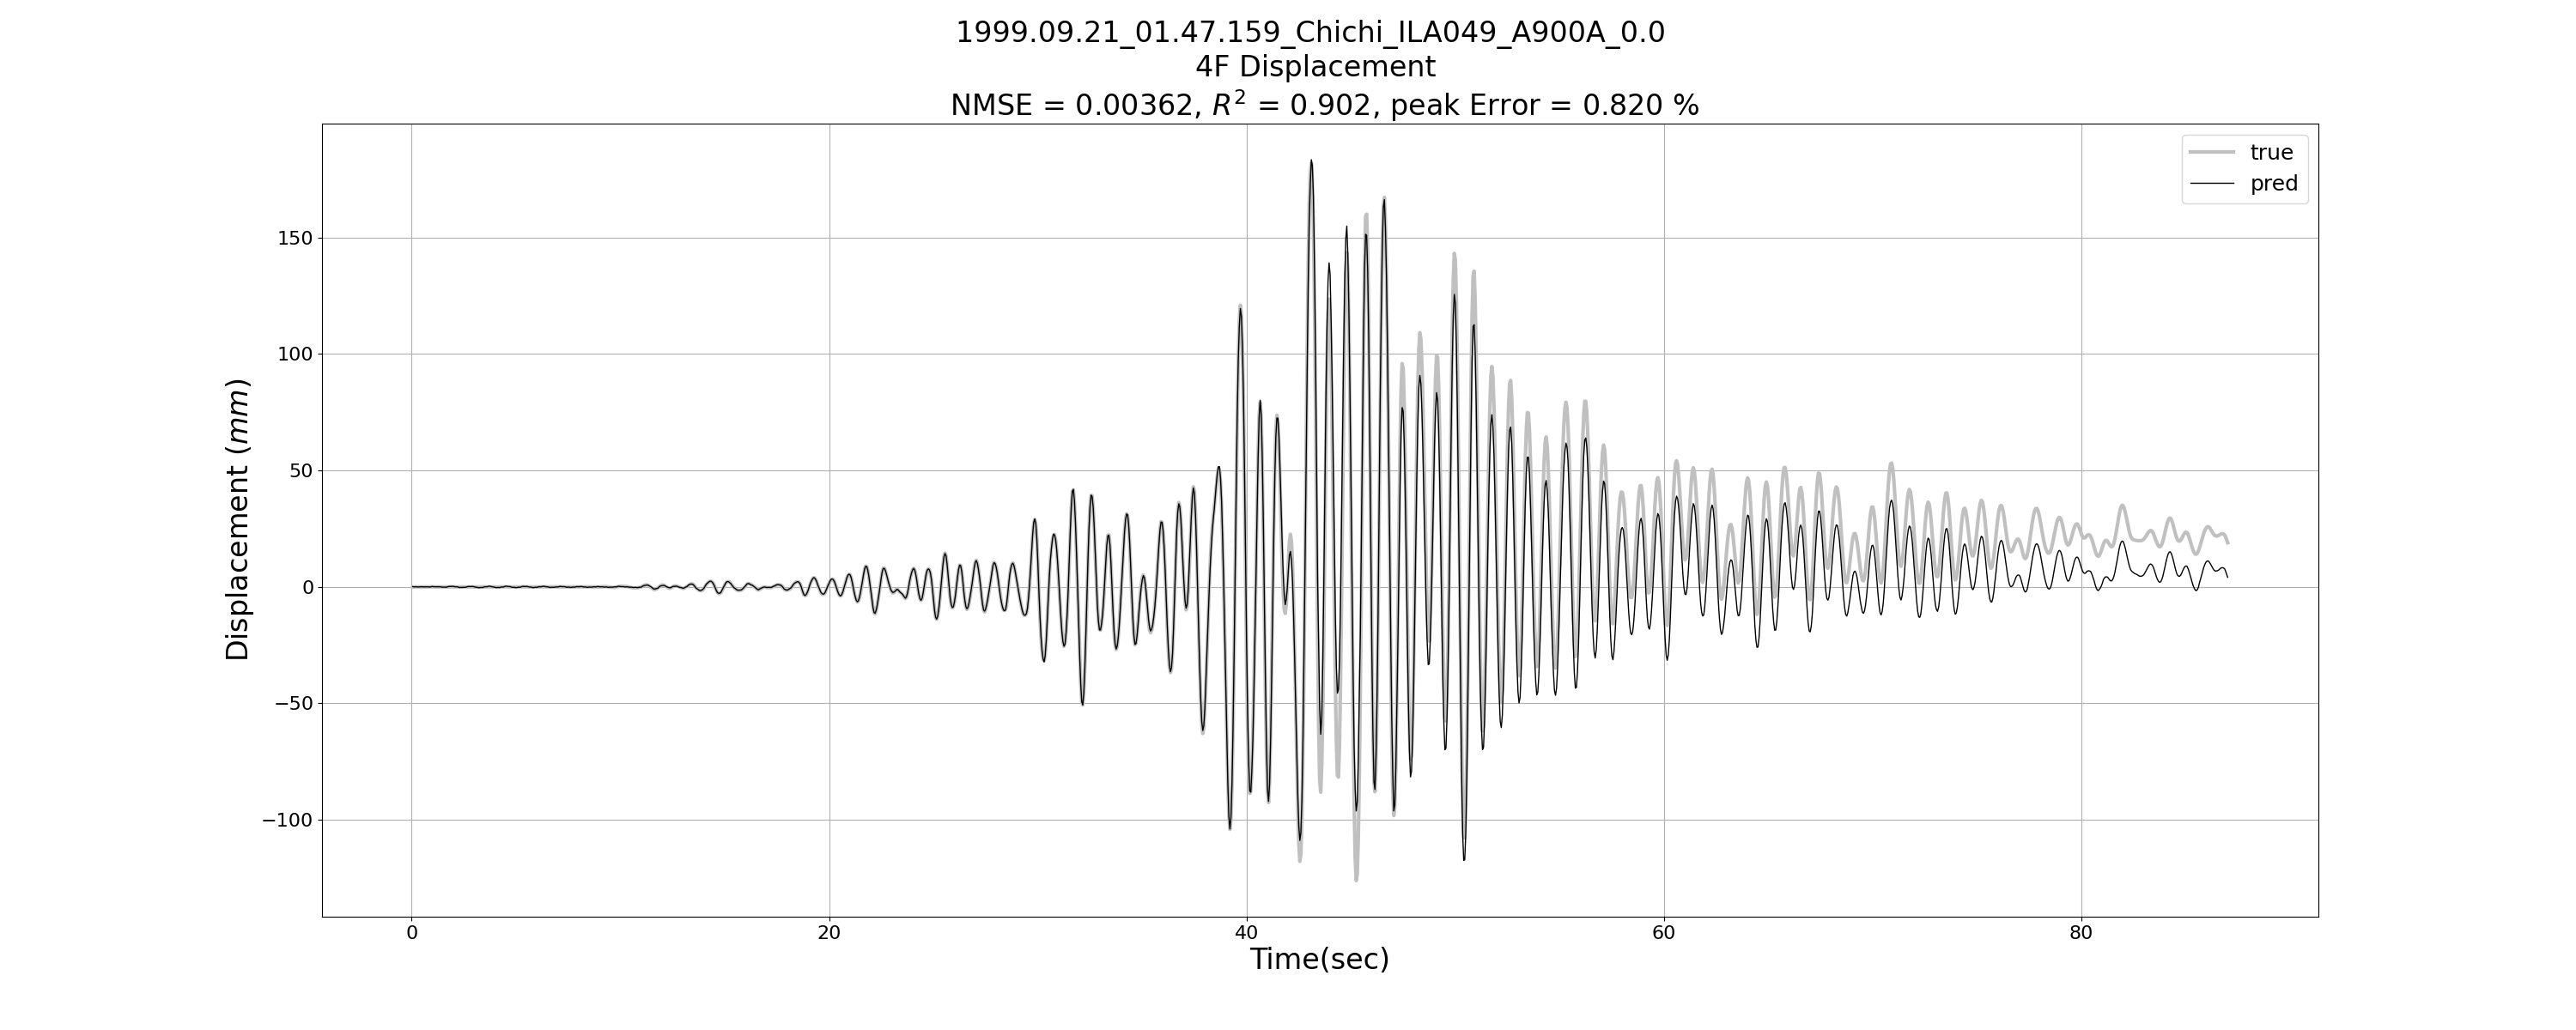 1999.09.21_01.47.159_Chichi_ILA049_A900A_0.0
4F Displacement
NMSE = 0.00362, R² = 0.902, peak Error = 0.820 %
true
pred
Displacement (mm)
150
100
50
0
−50
−100
0 20 40 60 80
Time(sec)